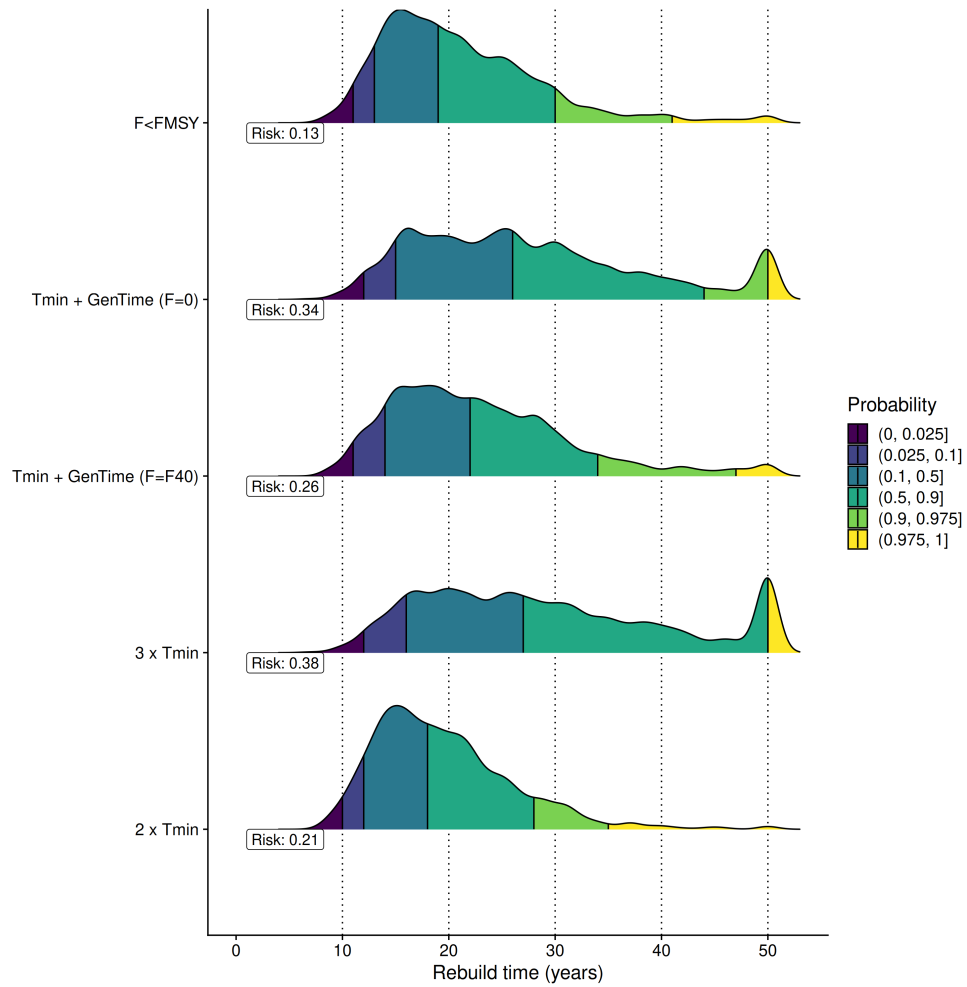 F<FMSY
Risk: 0.13
Tmin + GenTime (F=0)
Risk: 0.34
Tmin + GenTime (F=F40)
Risk: 0.26
3 x Tmin
Risk: 0.38
2 x Tmin
Risk: 0.21
0 10 20 30 40 50
Rebuild time (years)
Probability
(0, 0.025]
(0.025, 0.1]
(0.1, 0.5]
(0.5, 0.9]
(0.9, 0.975]
(0.975, 1]